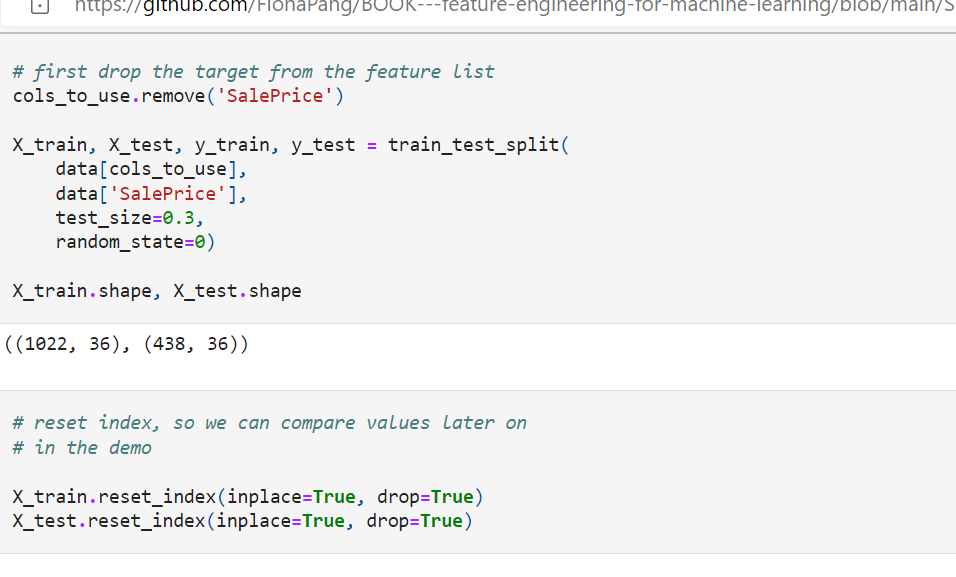 https://github.com/FionaPang/BOOK---feature-engineering-for-machine-learning/blob/main/S
# first drop the target from the feature list
cols_to_use.remove('SalePrice')
X_train, X_test, y_train, y_test = train_test_split(
    data[cols_to_use],
    data['SalePrice'],
    test_size=0.3,
    random_state=0)
X_train.shape, X_test.shape
((1022, 36), (438, 36))
# reset index, so we can compare values later on
# in the demo
X_train.reset_index(inplace=True, drop=True)
X_test.reset_index(inplace=True, drop=True)